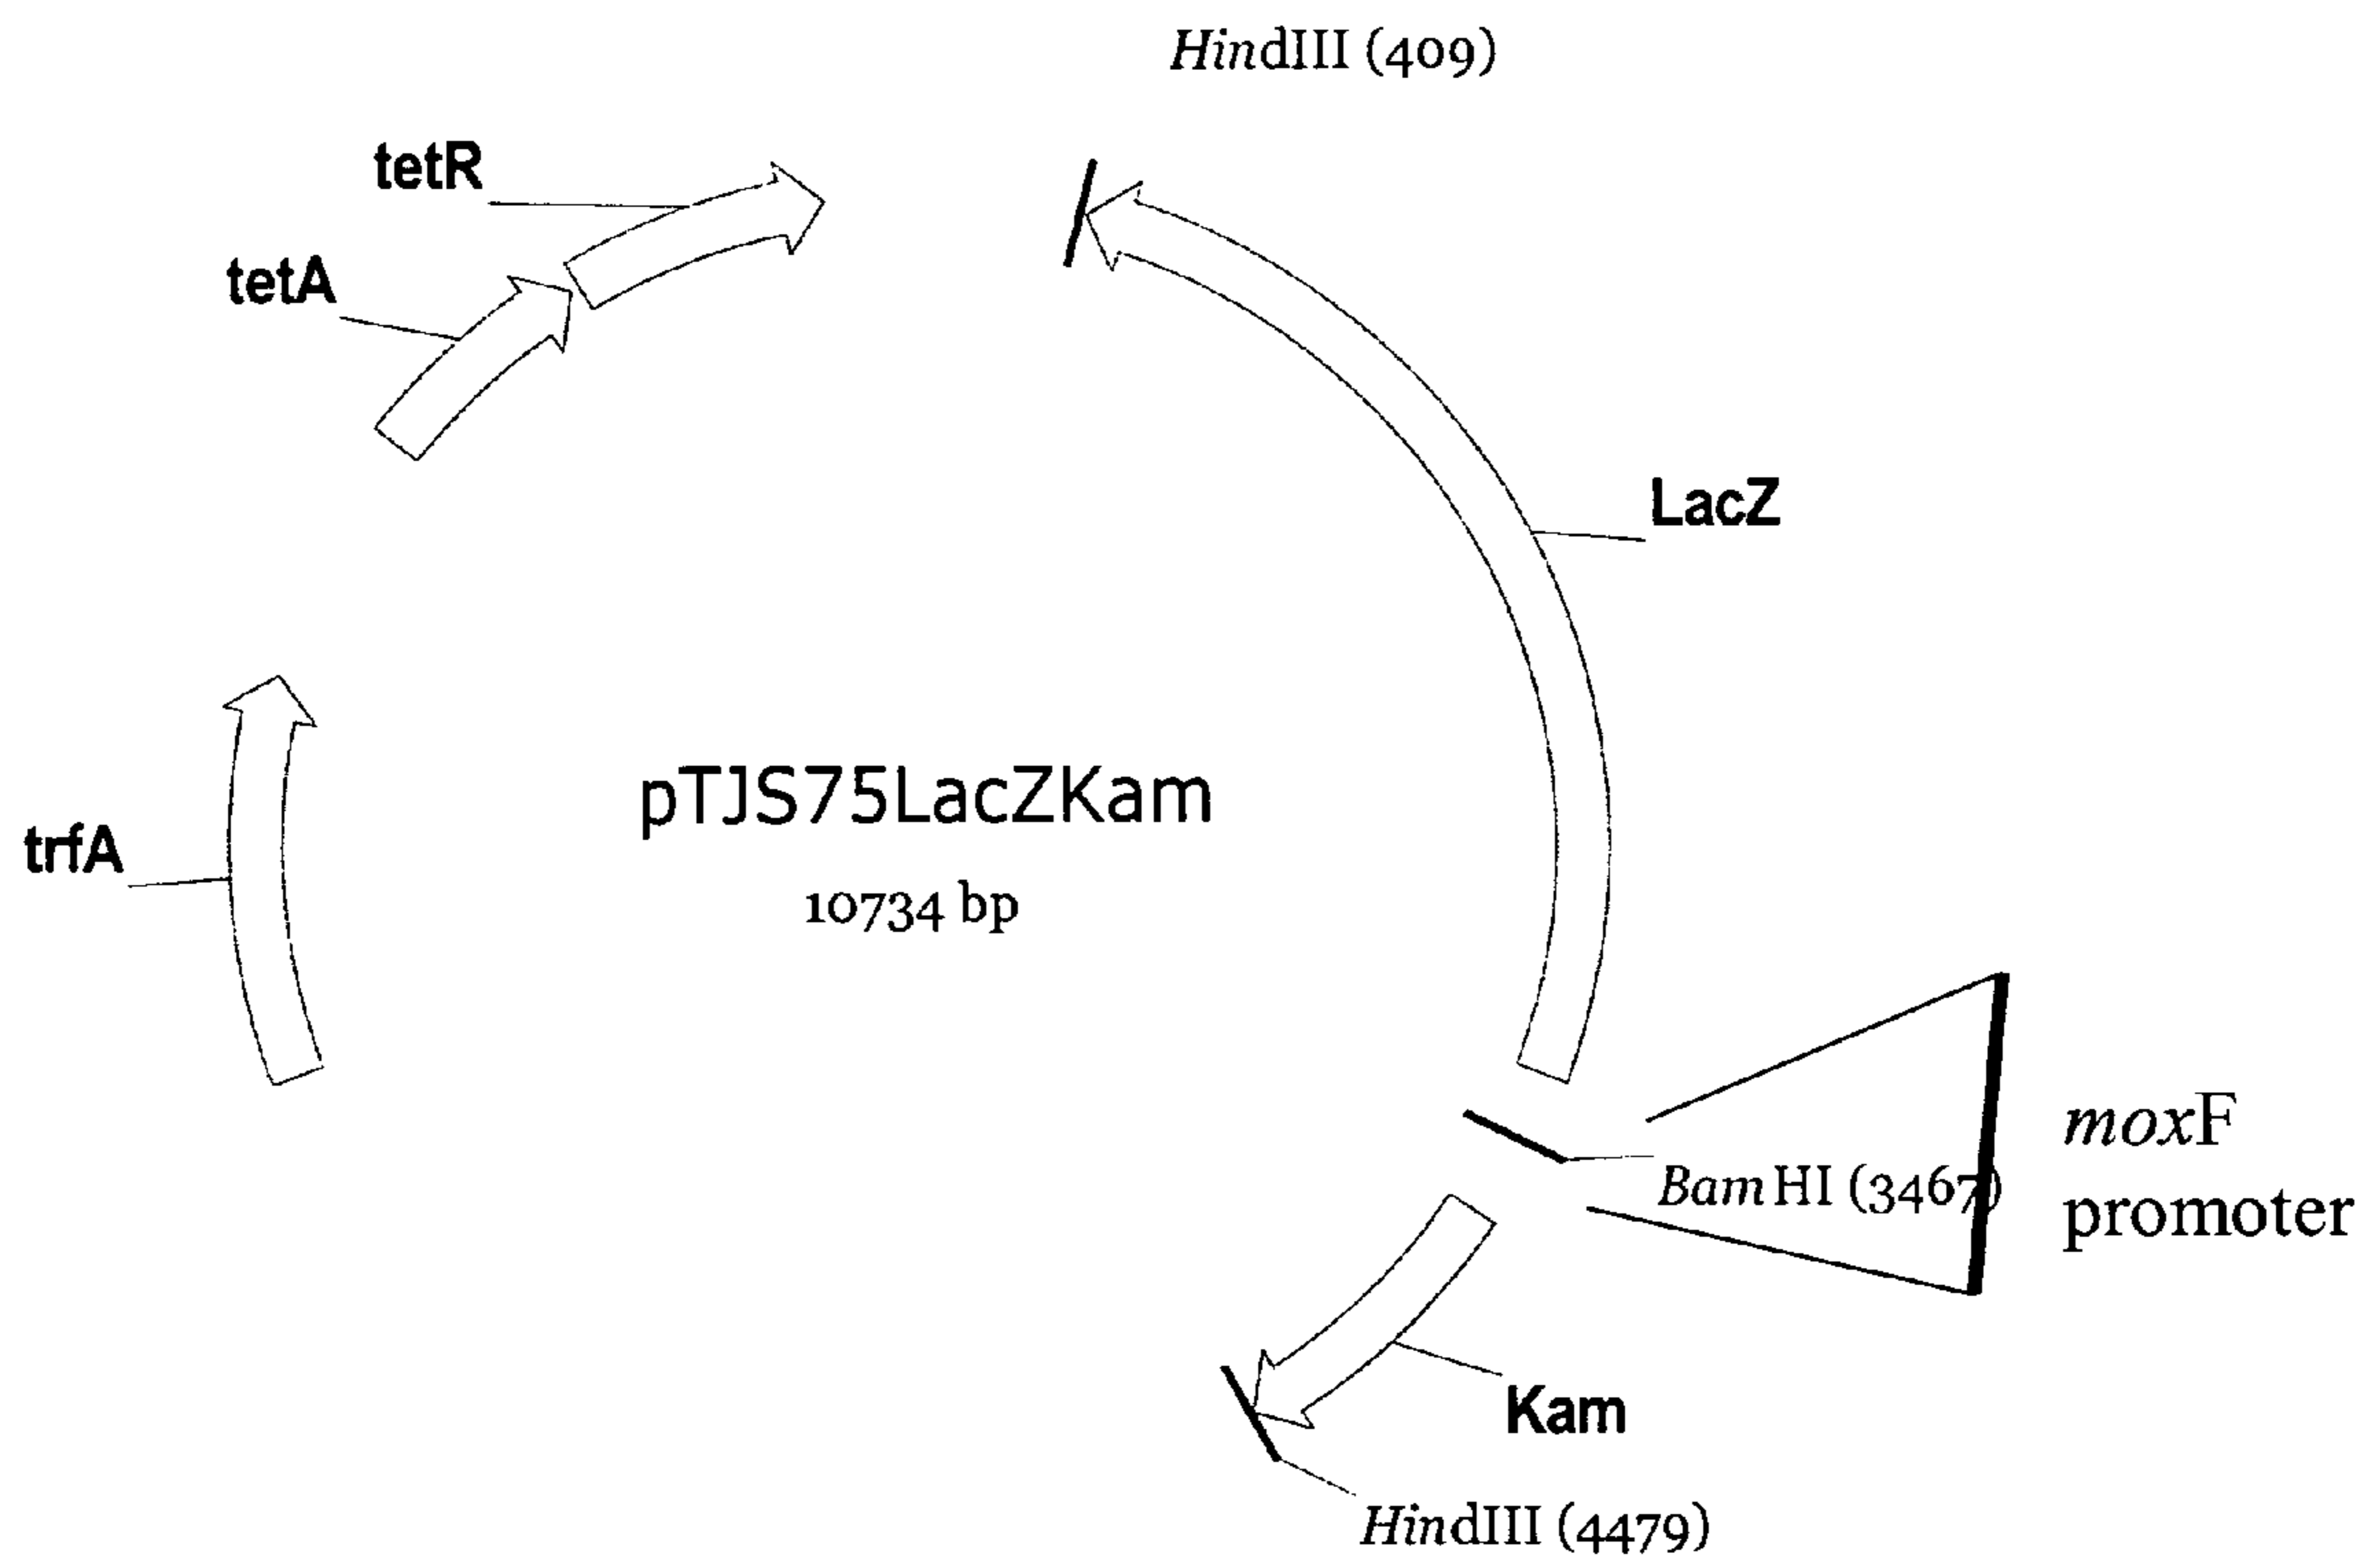 HindIII (409)
tetR
tetA
LacZ
pTJS75LacZKam
10734 bp
trfA
moxF
promoter
BamHI (3467)
Kam
HindIII (4479)